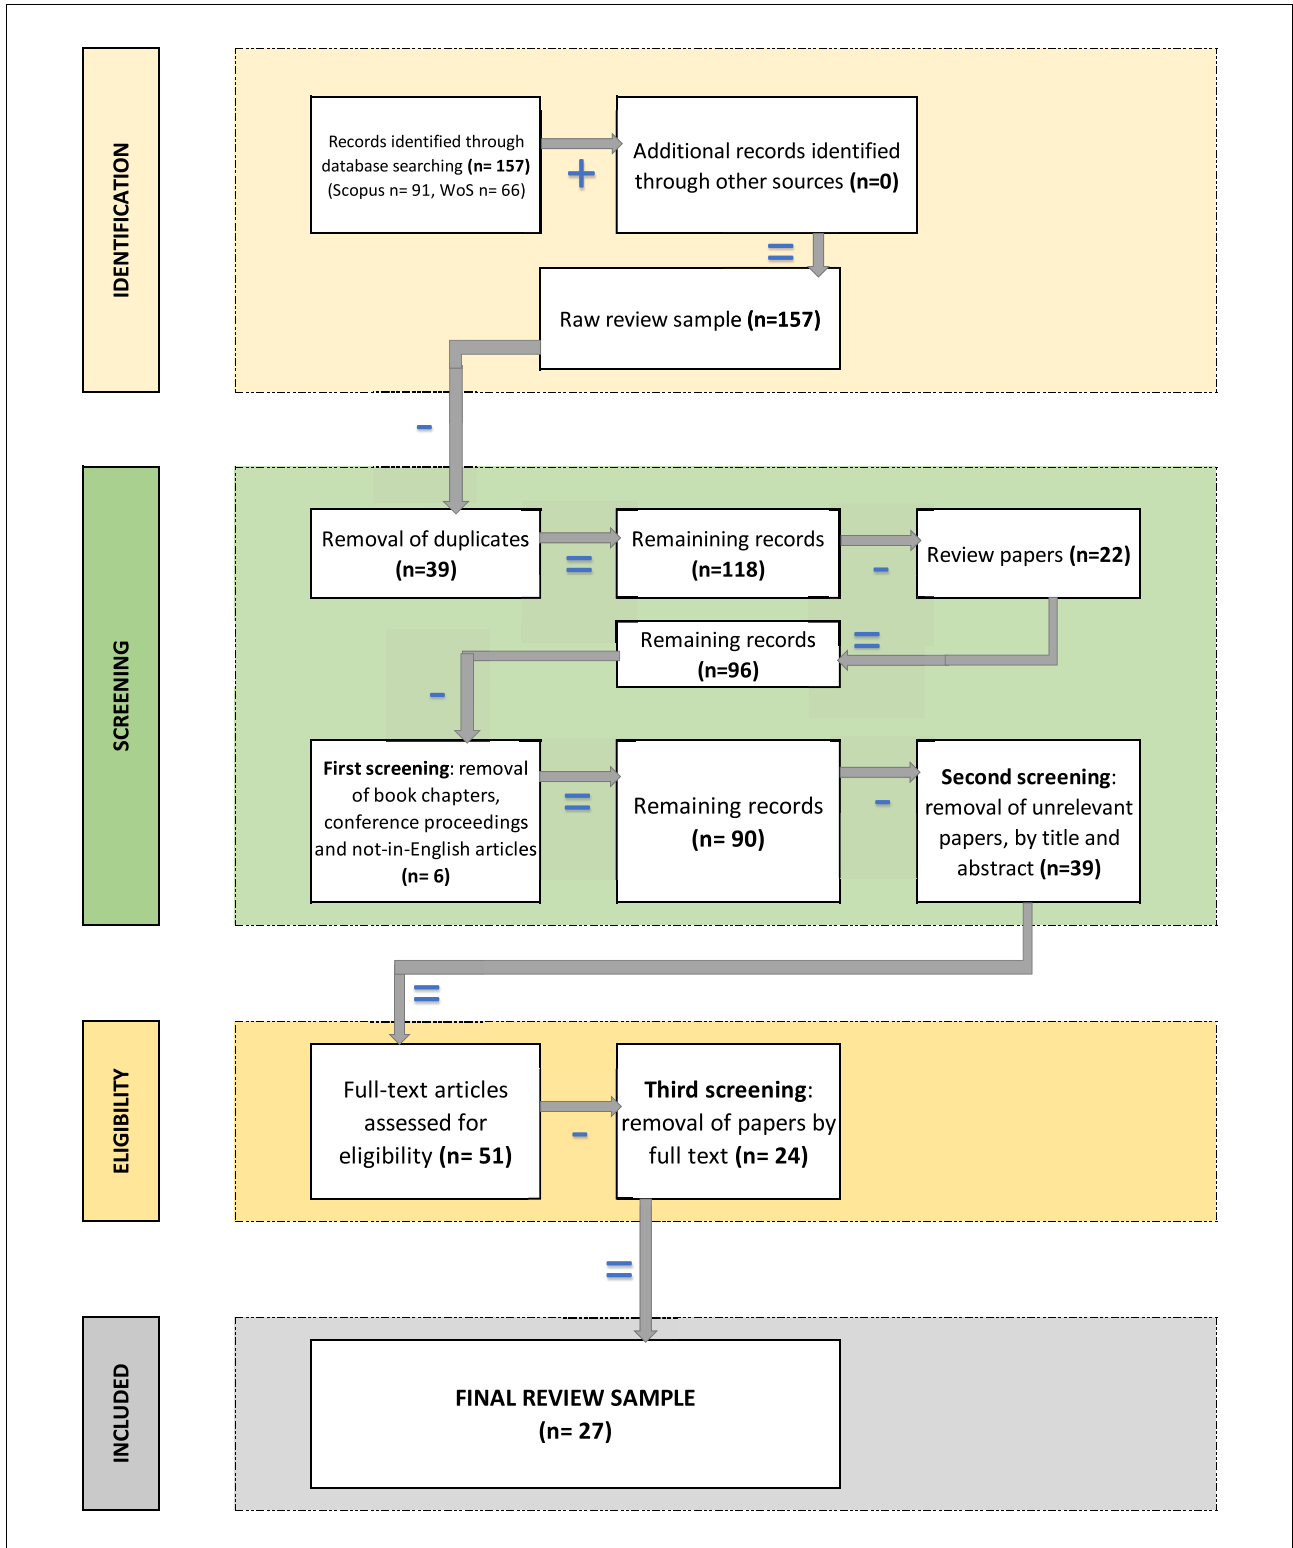 IDENTIFICATION
Records identified through
database searching (n= 157)
(Scopus n= 91, WoS n= 66)
+
Additional records identified
through other sources (n=0)
=
Raw review sample (n=157)
-
SCREENING
Removal of duplicates
(n=39)
=
Remainining records
(n=118)
-
Review papers (n=22)
=
Remaining records
(n=96)
-
First screening: removal
of book chapters,
conference proceedings
and not-in-English articles
(n= 6)
=
Remaining records
(n= 90)
-
Second screening:
removal of unrelevant
papers, by title and
abstract (n=39)
=
ELIGIBILITY
Full-text articles
assessed for
eligibility (n= 51)
-
Third screening:
removal of papers by
full text (n= 24)
=
INCLUDED
FINAL REVIEW SAMPLE
(n= 27)